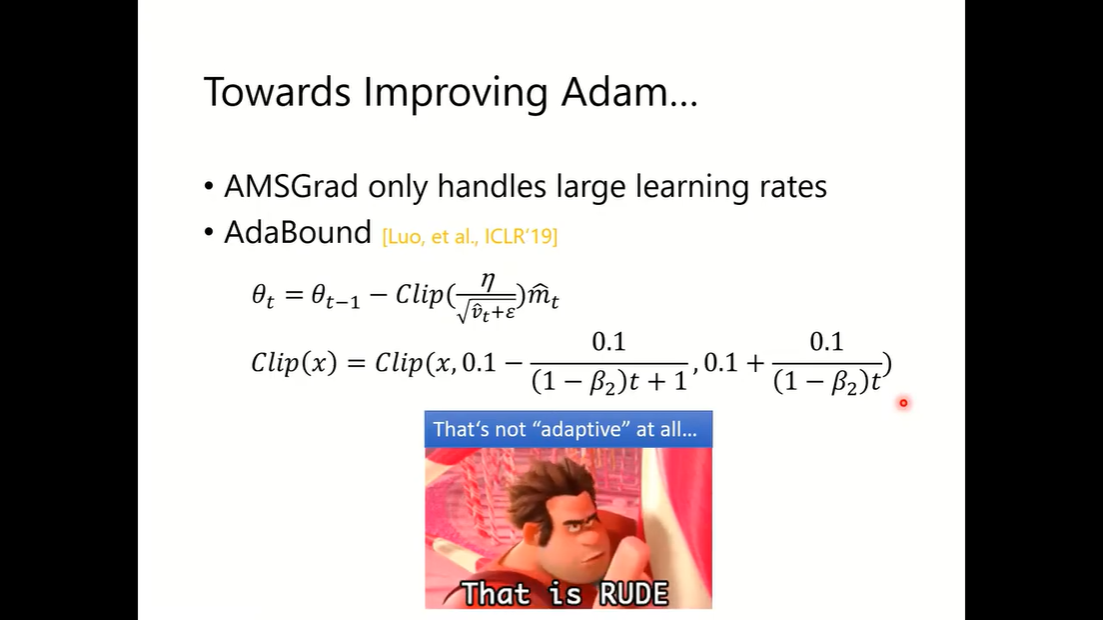 Towards Improving Adam...
• AMSGrad only handles large learning rates
• AdaBound [Luo, et al., ICLR'19]
θ_t = θ_{t−1} − Clip(η / √(v̂_t+ε)) m̂_t
Clip(x) = Clip(x, 0.1 − 0.1 / ((1 − β₂)t + 1), 0.1 + 0.1 / ((1 − β₂)t))
That's not "adaptive" at all...
That is RUDE